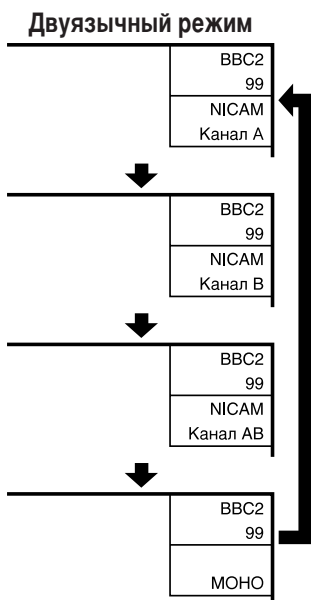 Двуязычный режим
BBC2
99
NICAM
Канал A
BBC2
99
NICAM
Канал B
BBC2
99
NICAM
Канал AB
BBC2
99
МОНО